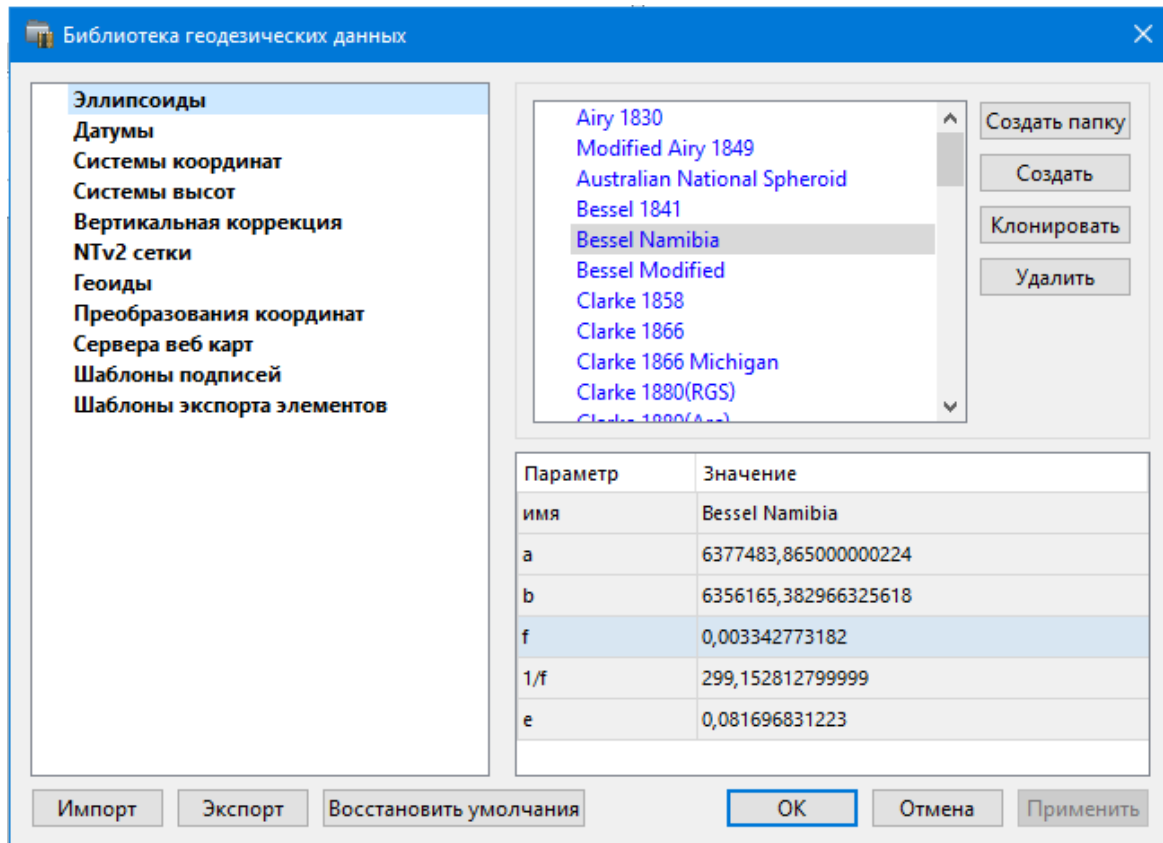 Библиотека геодезических данных
Эллипсоиды
Датумы
Системы координат
Системы высот
Вертикальная коррекция
NTv2 сетки
Геоиды
Преобразования координат
Сервера веб карт
Шаблоны подписей
Шаблоны экспорта элементов
Airy 1830
Modified Airy 1849
Australian National Spheroid
Bessel 1841
Bessel Namibia
Bessel Modified
Clarke 1858
Clarke 1866
Clarke 1866 Michigan
Clarke 1880(RGS)
Clarke 1880(Arc)
Создать папку
Создать
Клонировать
Удалить
Параметр Значение
имя Bessel Namibia
a 6377483,865000000224
b 6356165,382966325618
f 0,003342773182
1/f 299,152812799999
e 0,081696831223
Импорт Экспорт Восстановить умолчания OK Отмена Применить